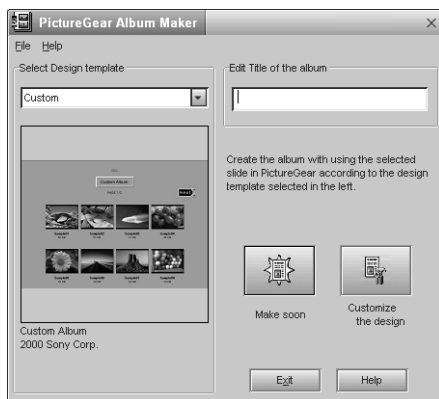 PictureGear Album Maker
File Help
Select Design template
Custom
Custom Album
Custom Album
2000 Sony Corp.
Edit Title of the album
Create the album with using the selected
slide in PictureGear according to the design
template selected in the left.
Make soon
Customize
the design
Exit
Help